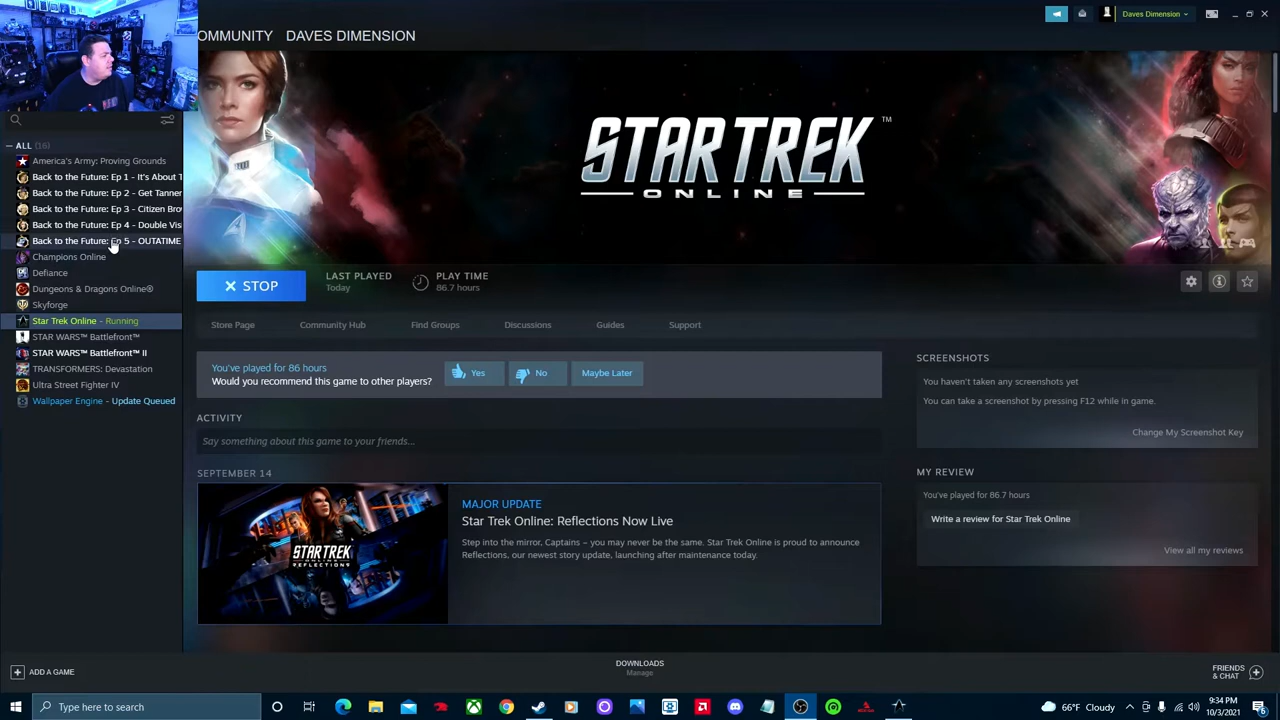 OMMUNITY DAVES DIMENSION
Daves Dimension
ALL (16)
America's Army: Proving Grounds
Back to the Future: Ep 1 - It's About T
Back to the Future: Ep 2 - Get Tanner
Back to the Future: Ep 3 - Citizen Bro
Back to the Future: Ep 4 - Double Vis
Back to the Future: Ep 5 - OUTATIME
Champions Online
Defiance
Dungeons & Dragons Online®
Skyforge
Star Trek Online - Running
STAR WARS™ Battlefront™
STAR WARS™ Battlefront™ II
TRANSFORMERS: Devastation
Ultra Street Fighter IV
Wallpaper Engine - Update Queued
STAR TREK™
ONLINE
STOP
LAST PLAYED
Today
PLAY TIME
86.7 hours
Store Page Community Hub Find Groups Discussions Guides Support
You've played for 86 hours
Would you recommend this game to other players?
Yes No Maybe Later
ACTIVITY
Say something about this game to your friends...
SEPTEMBER 14
STAR TREK
ONLINE
REFLECTIONS
MAJOR UPDATE
Star Trek Online: Reflections Now Live
Step into the mirror, Captains – you may never be the same. Star Trek Online is proud to announce
Reflections, our newest story update, launching after maintenance today.
SCREENSHOTS
You haven't taken any screenshots yet
You can take a screenshot by pressing F12 while in game.
Change My Screenshot Key
MY REVIEW
You've played for 86.7 hours
Write a review for Star Trek Online
View all my reviews
ADD A GAME
DOWNLOADS
Manage
FRIENDS
& CHAT
Type here to search
66°F Cloudy
9:34 PM
10/3/2021